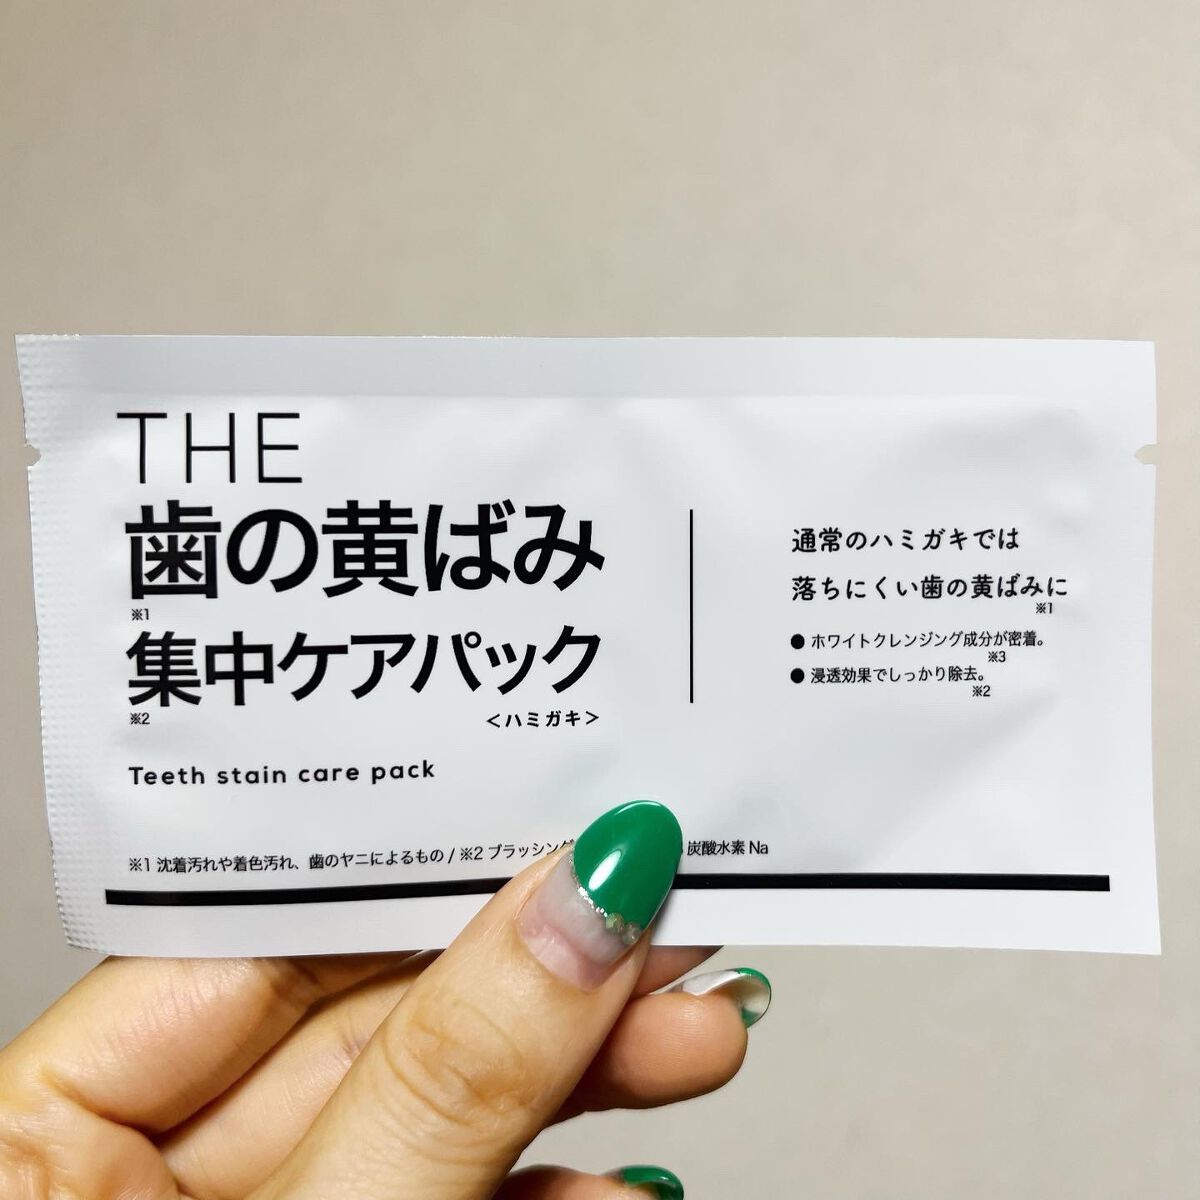 THE
歯の黄ばみ
※1
集中ケアパック
※2
＜ハミガキ＞
Teeth stain care pack
通常のハミガキでは
落ちにくい歯の黄ばみに
※1
● ホワイトクレンジング成分が密着。
※3
● 浸透効果でしっかり除去。
※2
※1 沈着汚れや着色汚れ、歯のヤニによるもの / ※2 ブラッシング 炭酸水素 Na